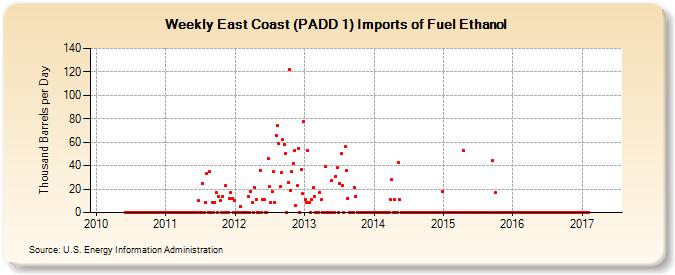 Weekly East Coast (PADD 1) Imports of Fuel Ethanol
Thousand Barrels per Day
140
120
100
80
60
40
20
0
2010 2011 2012 2013 2014 2015 2016 2017
Source: U.S. Energy Information Administration